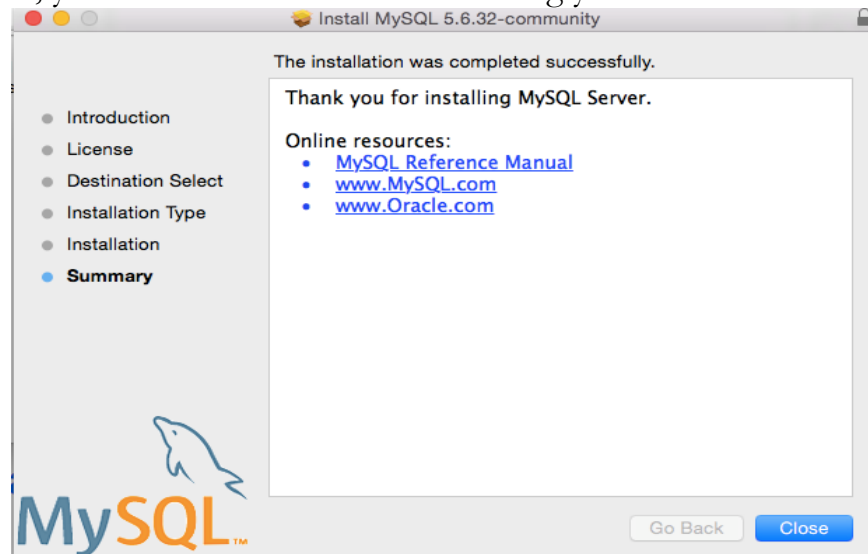 Install MySQL 5.6.32-community
The installation was completed successfully.
Introduction
License
Destination Select
Installation Type
Installation
Summary
Thank you for installing MySQL Server.
Online resources:
• MySQL Reference Manual
• www.MySQL.com
• www.Oracle.com
MySQL™
Go Back
Close